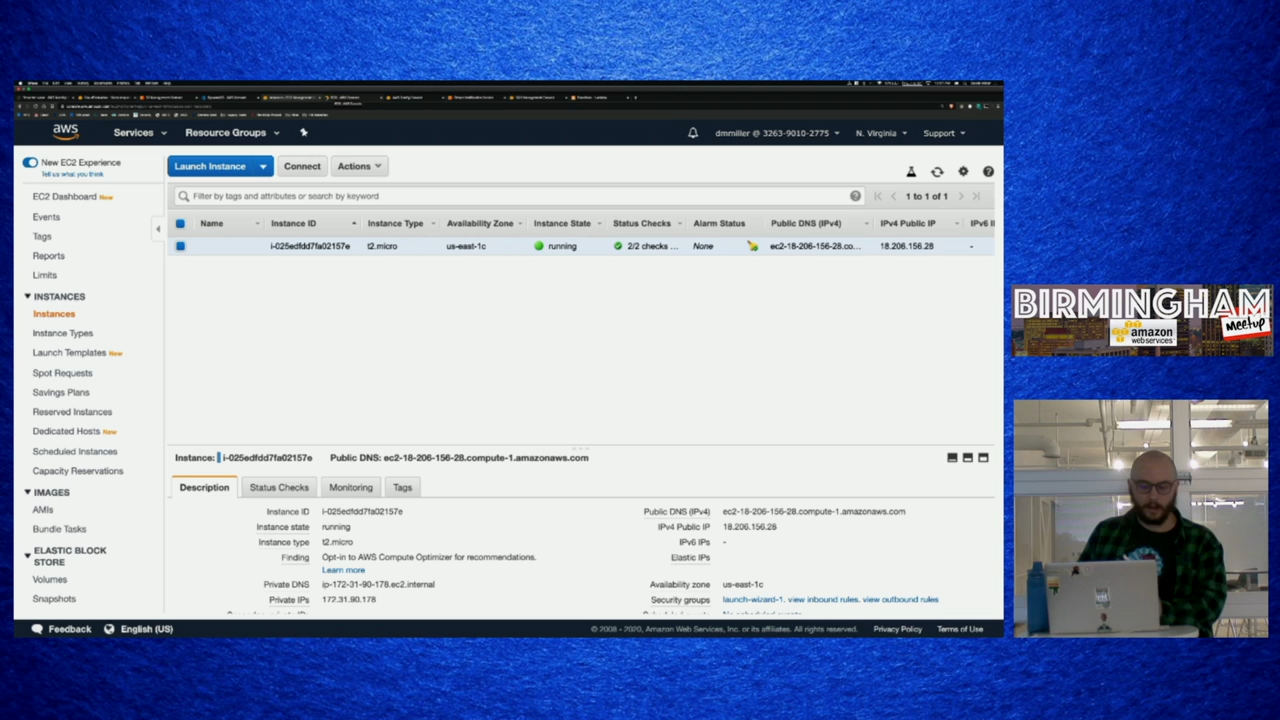 aws Services Resource Groups dmmiller @ 3263-9010-2775 N. Virginia Support
New EC2 Experience
Tell us what you think
EC2 Dashboard New
Events
Tags
Reports
Limits
INSTANCES
Instances
Instance Types
Launch Templates New
Spot Requests
Savings Plans
Reserved Instances
Dedicated Hosts New
Scheduled Instances
Capacity Reservations
IMAGES
AMIs
Bundle Tasks
ELASTIC BLOCK
STORE
Volumes
Snapshots
Launch Instance Connect Actions
Filter by tags and attributes or search by keyword
1 to 1 of 1
Name Instance ID Instance Type Availability Zone Instance State Status Checks Alarm Status Public DNS (IPv4) IPv4 Public IP IPv6 I
i-025edfdd7fa02157e t2.micro us-east-1c running 2/2 checks ... None ec2-18-206-156-28.co... 18.206.156.28 -
Instance: i-025edfdd7fa02157e Public DNS: ec2-18-206-156-28.compute-1.amazonaws.com
Description Status Checks Monitoring Tags
Instance ID i-025edfdd7fa02157e Public DNS (IPv4) ec2-18-206-156-28.compute-1.amazonaws.com
Instance state running IPv4 Public IP 18.206.156.28
Instance type t2.micro IPv6 IPs -
Finding Opt-in to AWS Compute Optimizer for recommendations. Elastic IPs
Learn more
Private DNS ip-172-31-90-178.ec2.internal Availability zone us-east-1c
Private IPs 172.31.90.178 Security groups launch-wizard-1. view inbound rules. view outbound rules
Feedback English (US) © 2008 - 2020, Amazon Web Services, Inc. or its affiliates. All rights reserved. Privacy Policy Terms of Use
BIRMINGHAM
amazon
webservices
Meetup